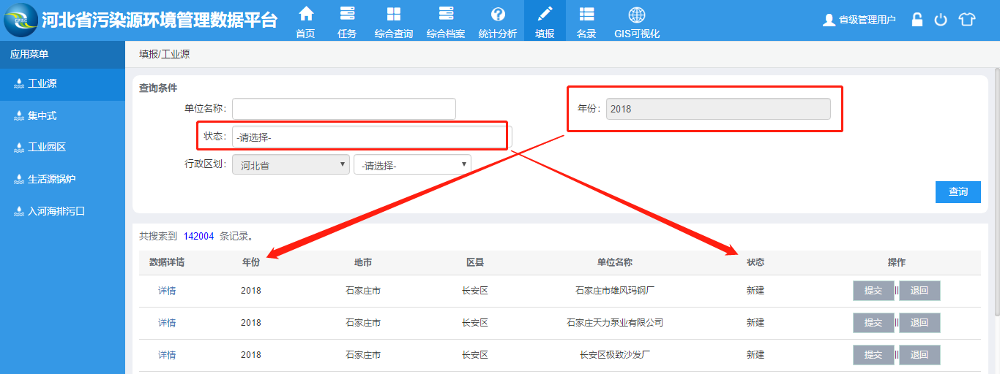 河北省污染源环境管理数据平台
首页 任务 综合查询 综合档案 统计分析 填报 名录 GIS可视化
省级管理用户
应用菜单
工业源
集中式
工业园区
生活源锅炉
入河海排污口
填报/工业源
查询条件
单位名称： 年份： 2018
状态： -请选择-
行政区划： 河北省 -请选择-
查询
共搜索到 142004 条记录。
数据详情 年份 地市 区县 单位名称 状态 操作
详情 2018 石家庄市 长安区 石家庄市雄风玛钢厂 新建 提交||退回
详情 2018 石家庄市 长安区 石家庄天力泵业有限公司 新建 提交||退回
详情 2018 石家庄市 长安区 长安区极致沙发厂 新建 提交||退回